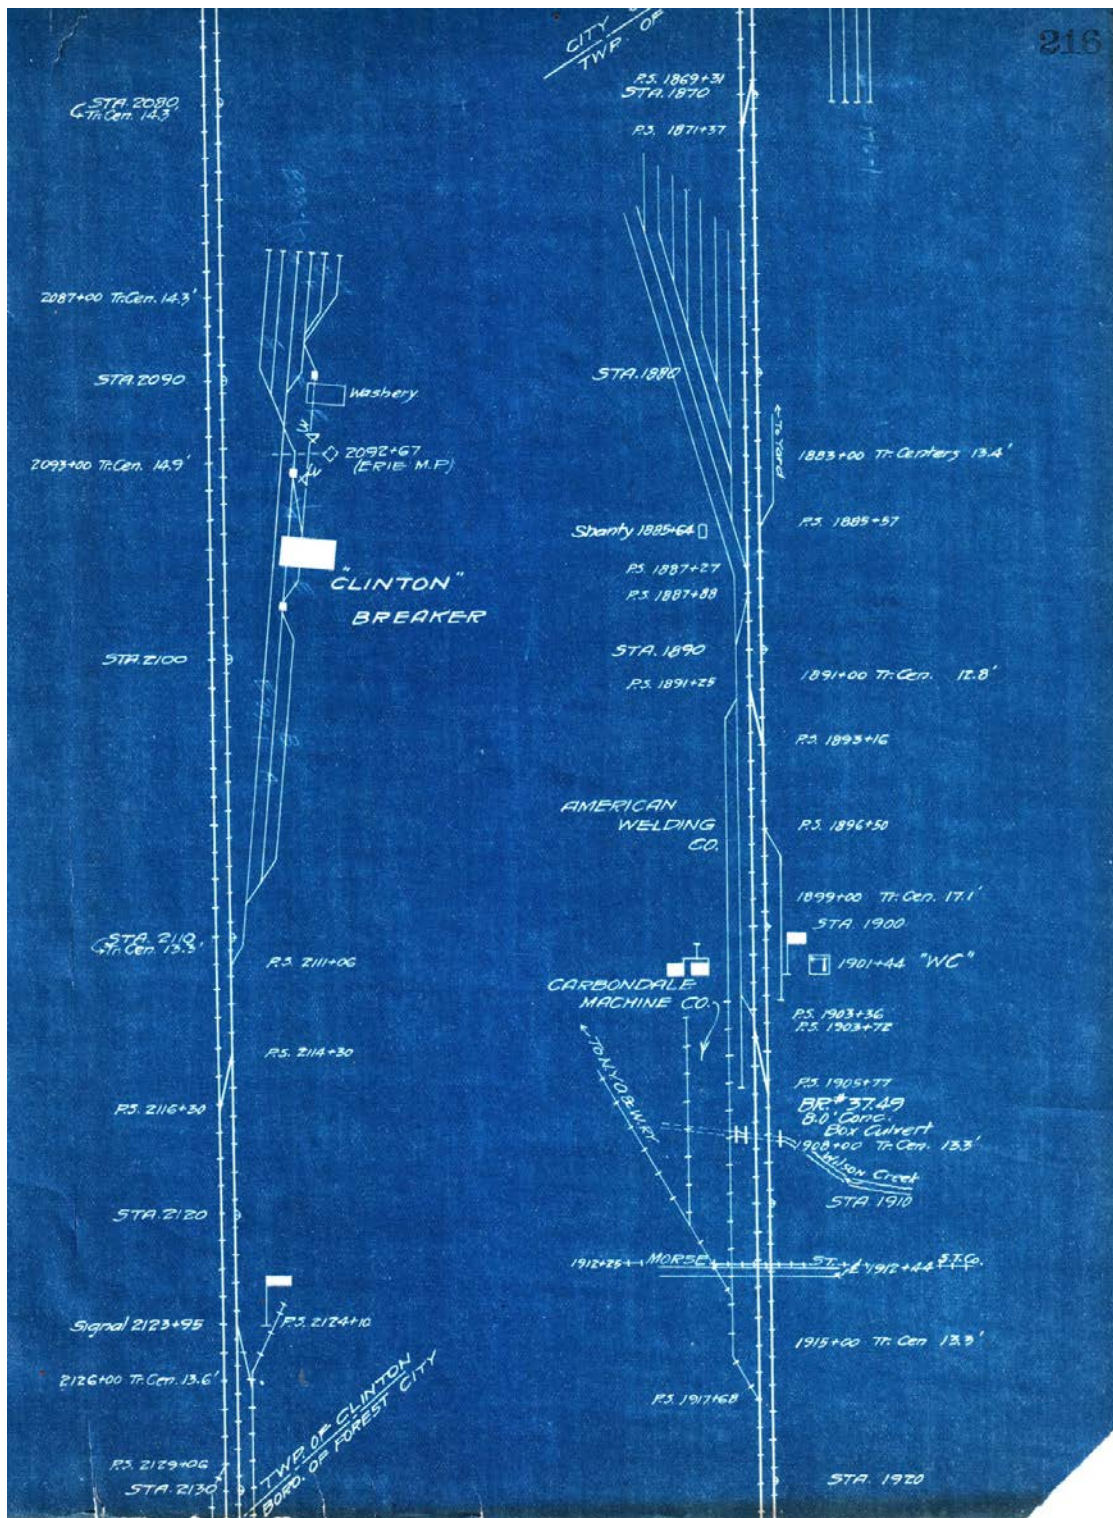 216
STA. 2080
Tr. Cen. 14.3'
2087+00 Tr. Cen. 14.3'
STA. 2090
Washery
2093+00 Tr. Cen. 14.9'
2092+67
(ERIE M.P.)
"CLINTON"
BREAKER
STA. 2100
STA. 2110
Tr. Cen. 13.3'
P.S. 2111+06
P.S. 2114+30
P.S. 2116+30
STA. 2120
Signal 2123+95
P.S. 2124+10
2126+00 Tr. Cen. 13.6'
TWP. OF CLINTON
BORO. OF FOREST CITY
P.S. 2129+06
STA. 2130
CITY
TWP. OF
P.S. 1869+31
STA. 1870
P.S. 1871+37
STA. 1880
To Yard
1883+00 Tr. Centers 13.4'
P.S. 1885+57
Shanty 1885+64
P.S. 1887+27
P.S. 1887+88
STA. 1890
1891+00 Tr. Cen. 12.8'
P.S. 1891+25
P.S. 1893+16
AMERICAN
WELDING
CO.
P.S. 1896+50
1899+00 Tr. Cen. 17.1'
STA. 1900
1901+44 "WC"
CARBONDALE
MACHINE CO.
P.S. 1903+36
P.S. 1903+72
TO N.Y.O.&W.RY.
P.S. 1905+77
BR. # 37.49
8.0' Conc.
Box Culvert
1908+00 Tr. Cen. 13.3'
Wilson Creek
STA. 1910
1912+25 MORSE ST. 1912+44 S.T. Co.
1915+00 Tr. Cen 13.3'
P.S. 1917+68
STA. 1920